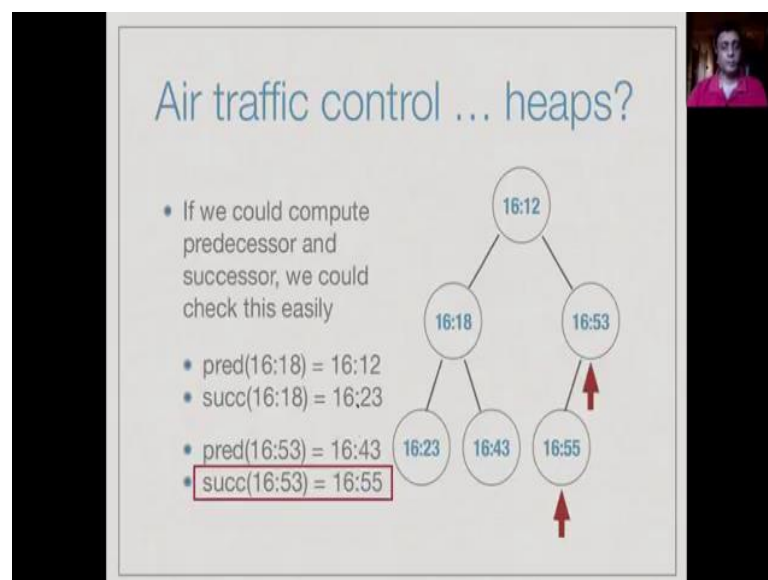 Air traffic control ... heaps?
• If we could compute
predecessor and
successor, we could
check this easily
• pred(16:18) = 16:12
• succ(16:18) = 16:23
• pred(16:53) = 16:43
• succ(16:53) = 16:55
16:12
16:18
16:53
16:23
16:43
16:55